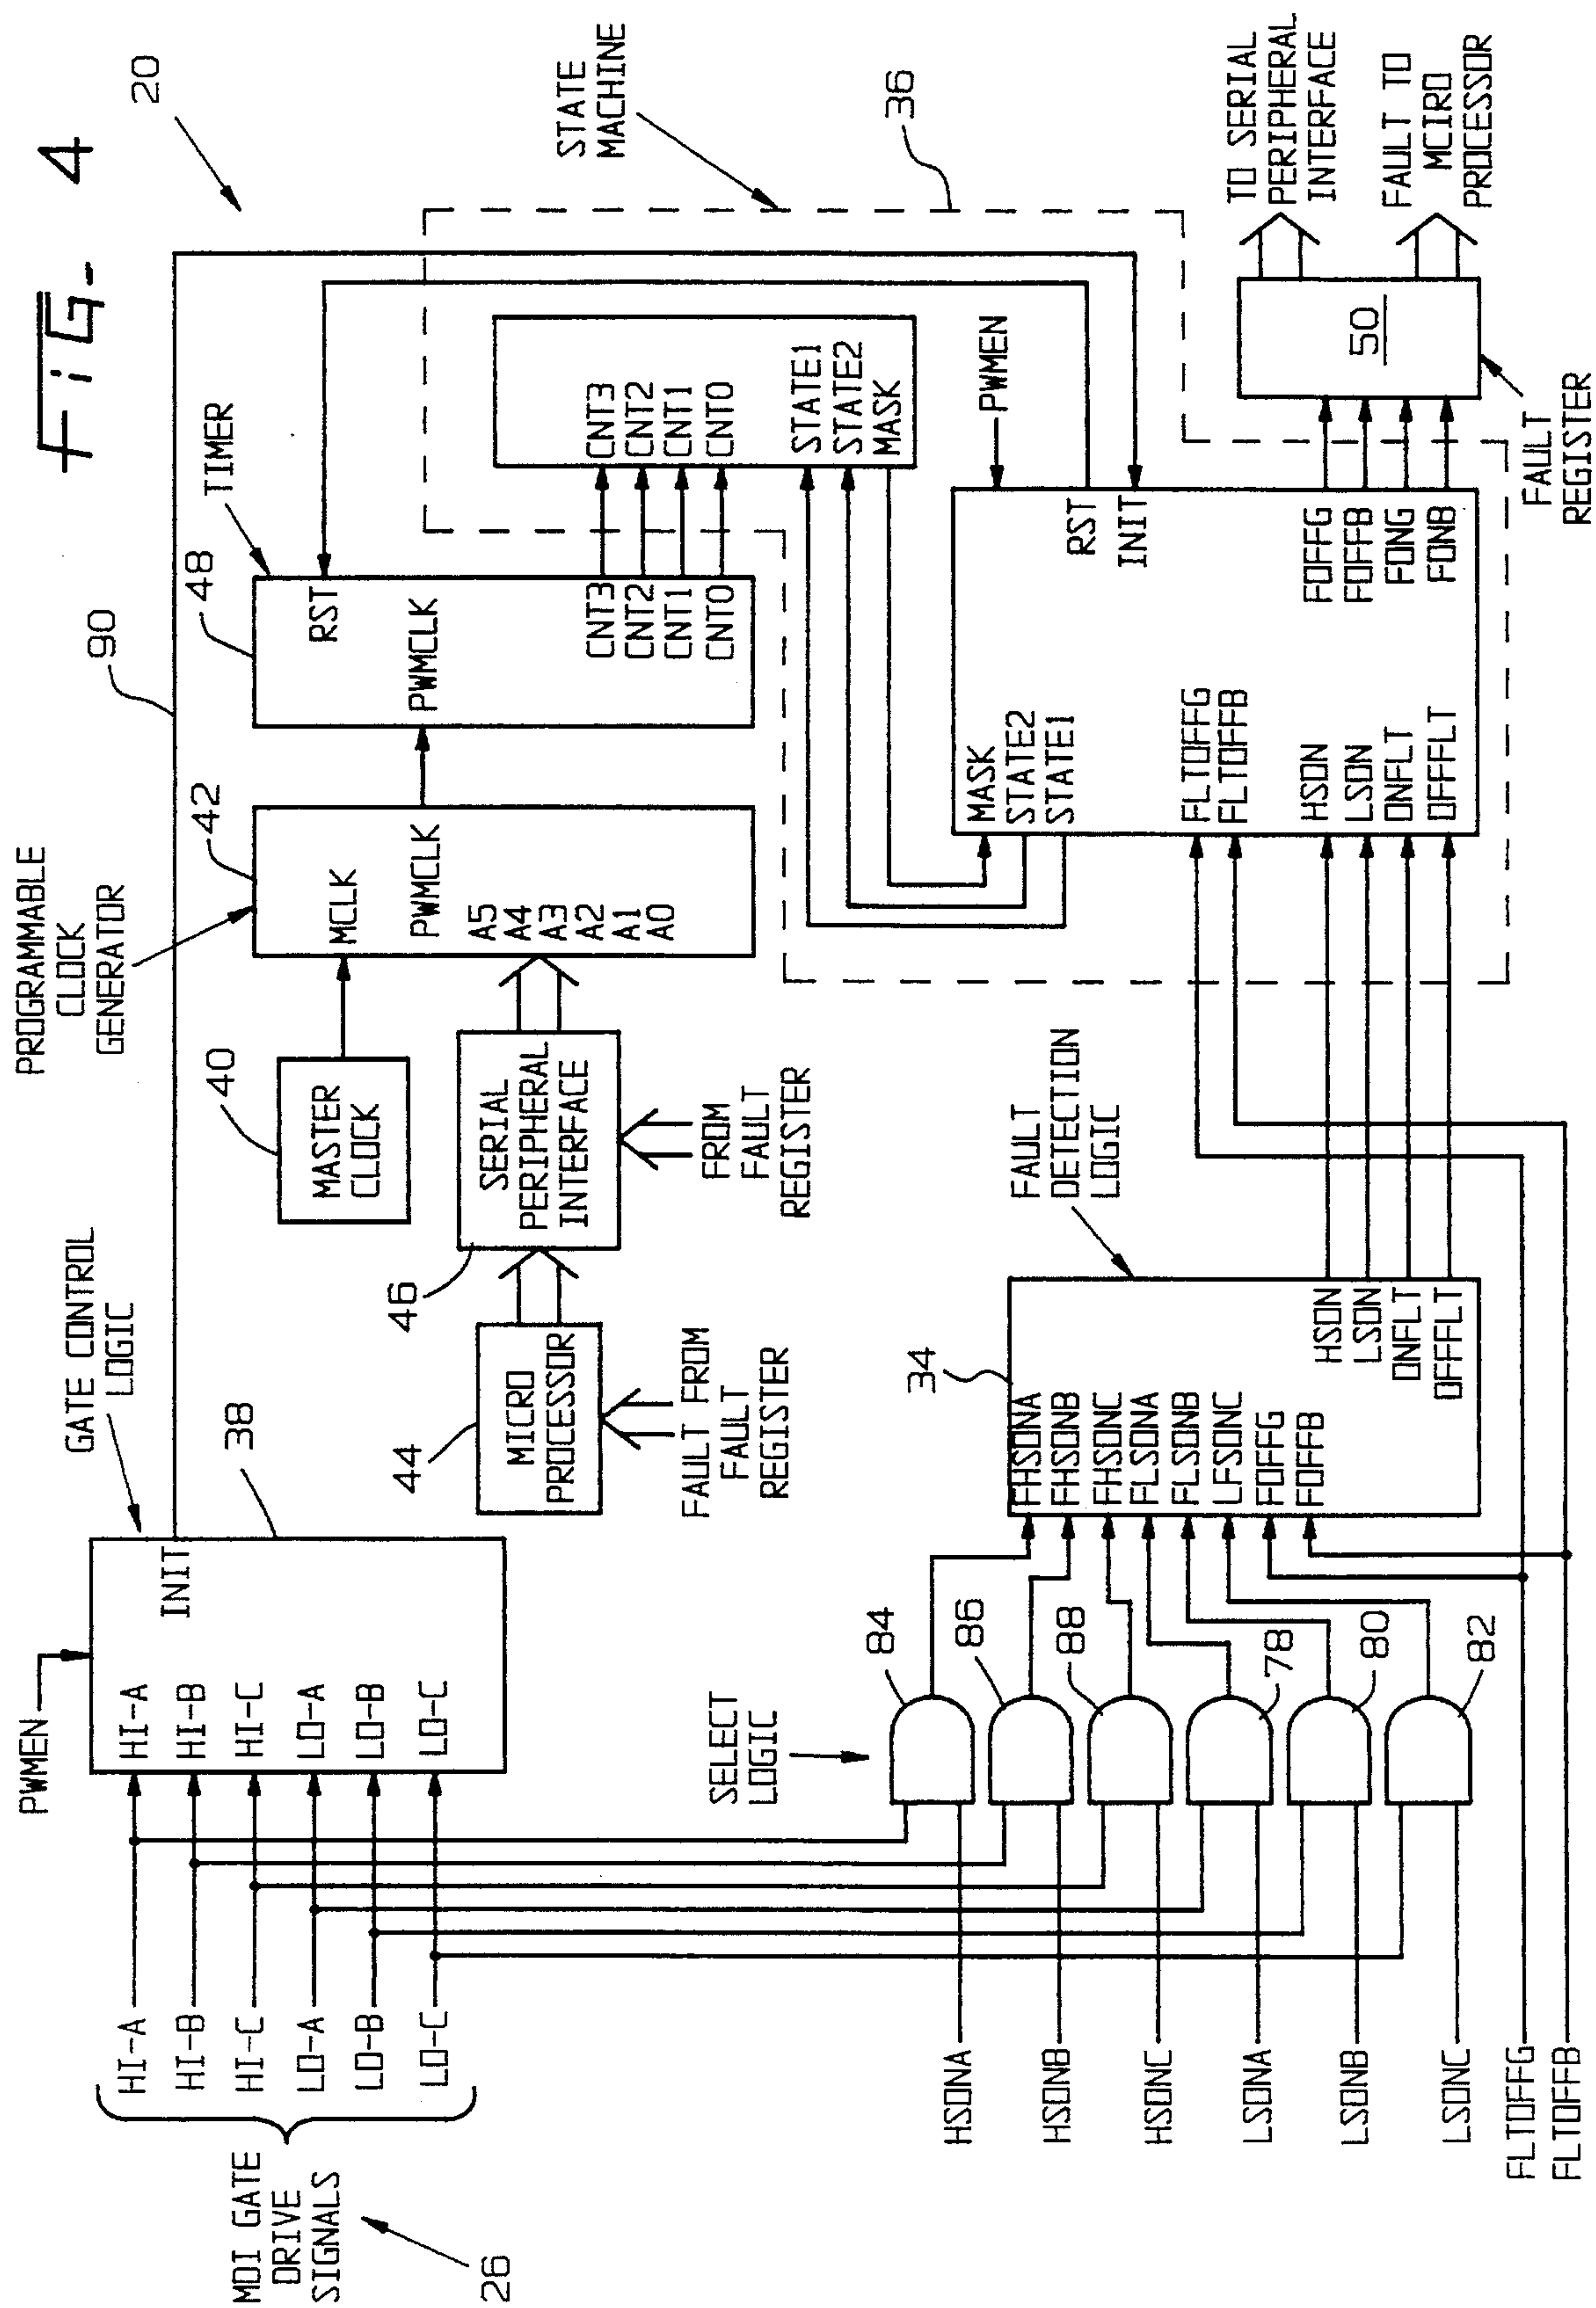 FiG- 4
20
PWMEN
GATE CONTROL
LOGIC
38
90
MDI GATE
DRIVE
SIGNALS
26
HI-A
HI-B
HI-C
LO-A
LO-B
LO-C
HI-A
HI-B
HI-C
LO-A
LO-B
LO-C
INIT
PROGRAMMABLE
CLOCK
GENERATOR
42
40
MASTER
CLOCK
MCLK
PWMCLK
A5
A4
A3
A2
A1
A0
44
MICRO
PROCESSOR
FAULT FROM
FAULT
REGISTER
46
SERIAL
PERIPHERAL
INTERFACE
FROM
FAULT
REGISTER
TIMER
48
RST
PWMCLK
CNT3
CNT2
CNT1
CNT0
STATE
MACHINE
36
CNT3
CNT2
CNT1
CNT0
STATE1
STATE2
MASK
SELECT
LOGIC
84
86
88
78
80
82
HSONA
HSONB
HSONC
LSONA
LSONB
LSONC
FLTOFFG
FLTOFFB
FAULT
DETECTION
LOGIC
34
FHSONA
FHSONB
FHSONC
FLSONA
FLSONB
LFSONC
FOFFG
FOFFB
HSON
LSON
ONFLT
OFFFLT
MASK
STATE2
STATE1
FLTOFFG
FLTOFFB
HSON
LSON
ONFLT
OFFFLT
PWMEN
RST
INIT
FOFFG
FOFFB
FONG
FONB
50
FAULT
REGISTER
TO SERIAL
PERIPHERAL
INTERFACE
FAULT TO
MCIRO
PROCESSOR